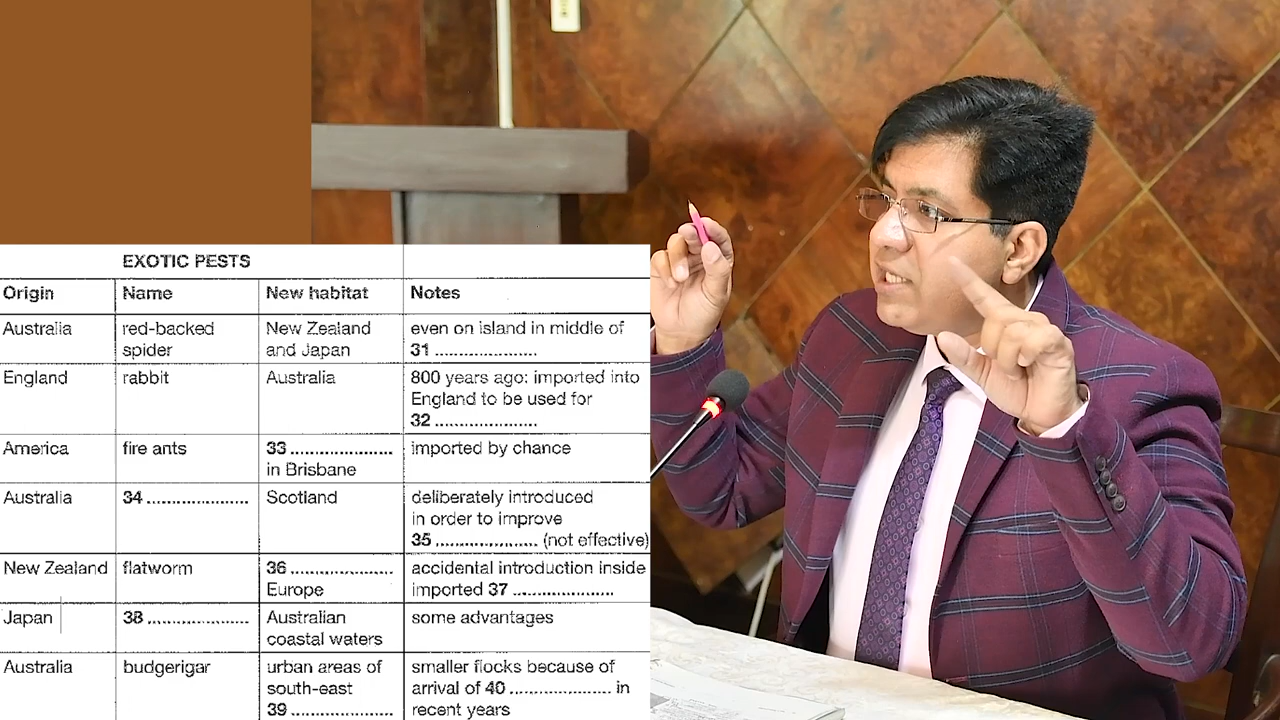 EXOTIC PESTS
Origin Name New habitat Notes
Australia red-backed spider New Zealand and Japan even on island in middle of 31 ......................
England rabbit Australia 800 years ago: imported into England to be used for 32 ......................
America fire ants 33 ...................... in Brisbane imported by chance
Australia 34 ...................... Scotland deliberately introduced in order to improve 35 ...................... (not effective)
New Zealand flatworm 36 ...................... Europe accidental introduction inside imported 37 ......................
Japan 38 ...................... Australian coastal waters some advantages
Australia budgerigar urban areas of south-east 39 ...................... smaller flocks because of arrival of 40 ...................... in recent years